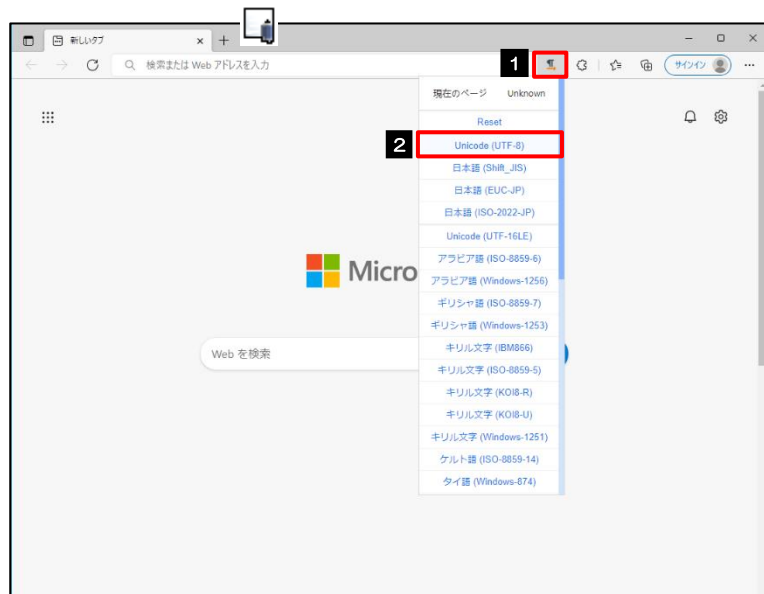 新しいタブ
検索または Web アドレスを入力
1
サインイン
現在のページ Unknown
Reset
2
Unicode (UTF-8)
日本語 (Shift_JIS)
日本語 (EUC-JP)
日本語 (ISO-2022-JP)
Unicode (UTF-16LE)
アラビア語 (ISO-8859-6)
Micro
アラビア語 (Windows-1256)
ギリシャ語 (ISO-8859-7)
ギリシャ語 (Windows-1253)
キリル文字 (IBM866)
Web を検索
キリル文字 (ISO-8859-5)
キリル文字 (KOI8-R)
キリル文字 (KOI8-U)
キリル文字 (Windows-1251)
ケルト語 (ISO-8859-14)
タイ語 (Windows-874)